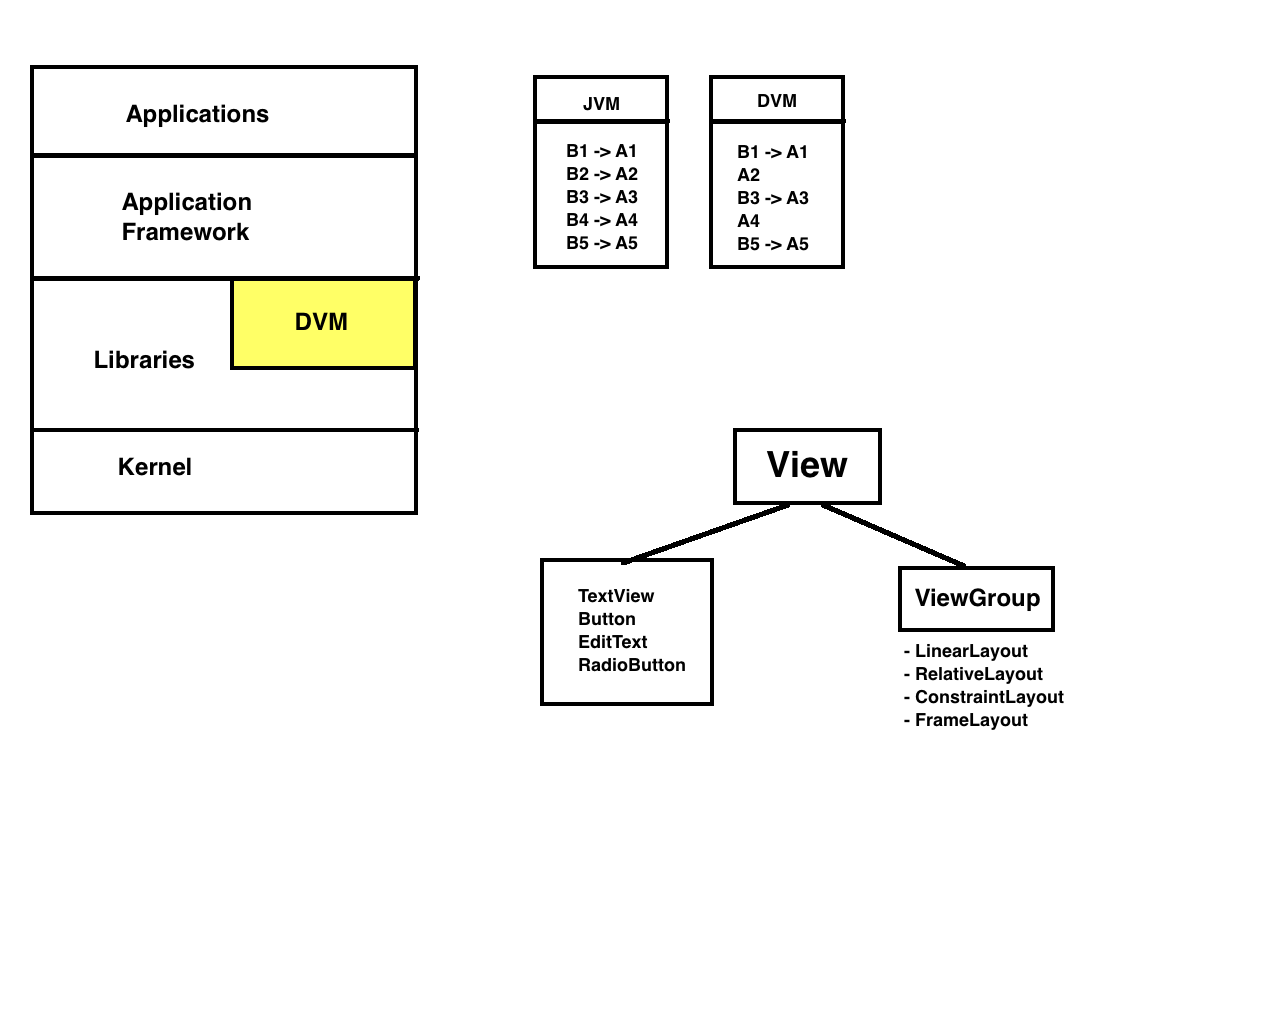 Applications
Application
Framework
DVM
Libraries
Kernel
JVM
B1 -> A1
B2 -> A2
B3 -> A3
B4 -> A4
B5 -> A5
DVM
B1 -> A1
A2
B3 -> A3
A4
B5 -> A5
View
TextView
Button
EditText
RadioButton
ViewGroup
- LinearLayout
- RelativeLayout
- ConstraintLayout
- FrameLayout